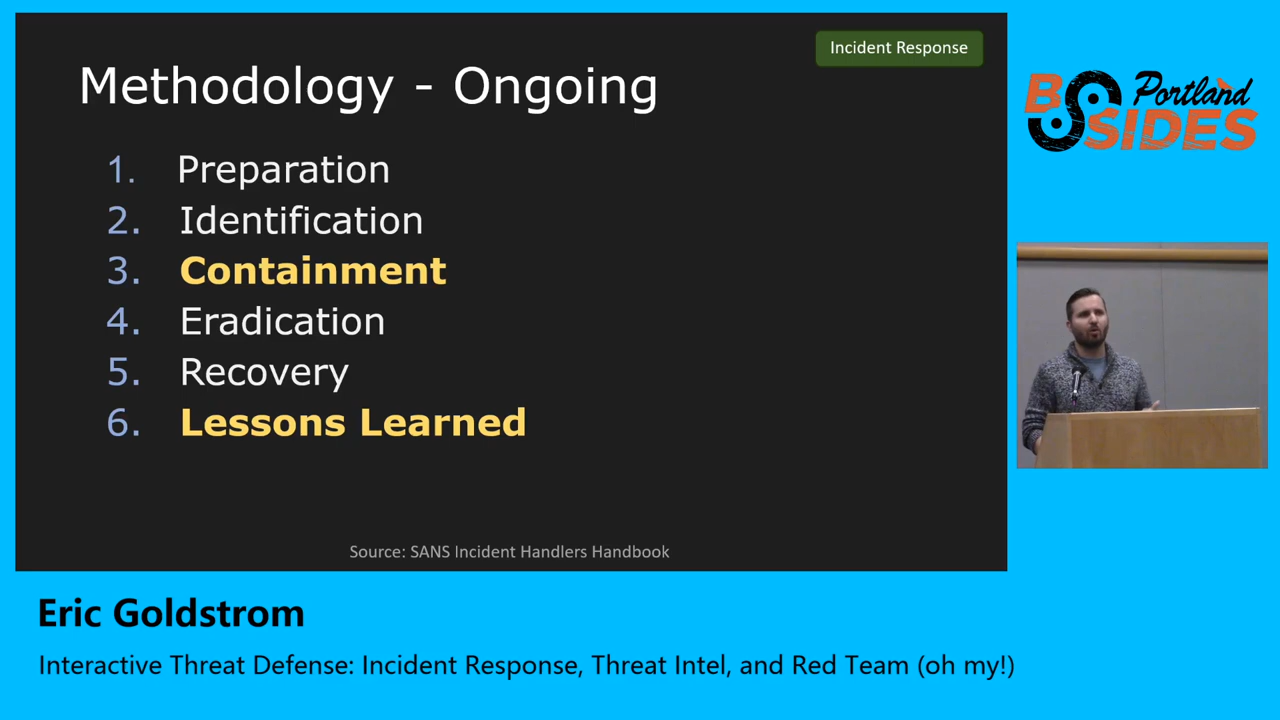 Incident Response
Methodology - Ongoing
1. Preparation
2. Identification
3. Containment
4. Eradication
5. Recovery
6. Lessons Learned
Source: SANS Incident Handlers Handbook
B SIDES Portland
Eric Goldstrom
Interactive Threat Defense: Incident Response, Threat Intel, and Red Team (oh my!)